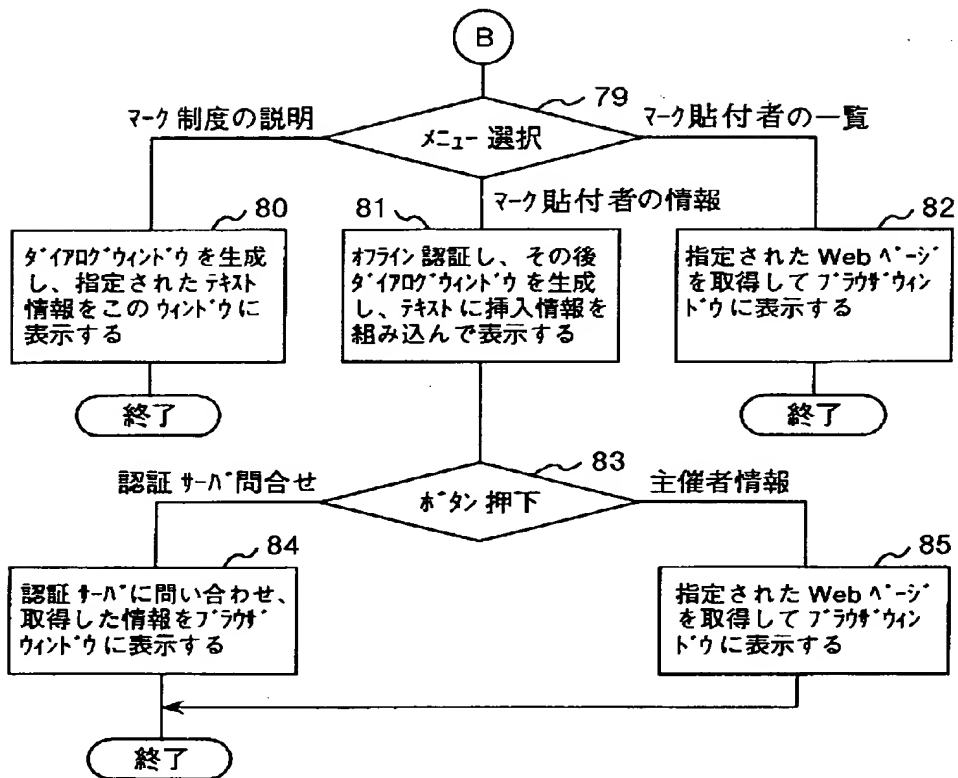 B
79
マーク 制度の説明
マーク 貼付者の一覧
メニュー 選択
マーク 貼付者の情報
80
ダイアログウィンドウ を生成
し、指定された テキスト
情報をこの ウィンドウ に
表示する
81
オフライン 認証し、その後
ダイアログウィンドウ を生成
し、テキスト に挿入情報を
組み込んで表示する
82
指定された Web ページ
を取得して ブラウザウィン
ドウ に表示する
終了
終了
83
認証 サーバ 問合せ
主催者情報
ボタン 押下
84
認証 サーバ に問い合わせ、
取得した情報を ブラウザ
ウィンドウ に表示する
85
指定された Web ページ
を取得して ブラウザウィン
ドウ に表示する
終了